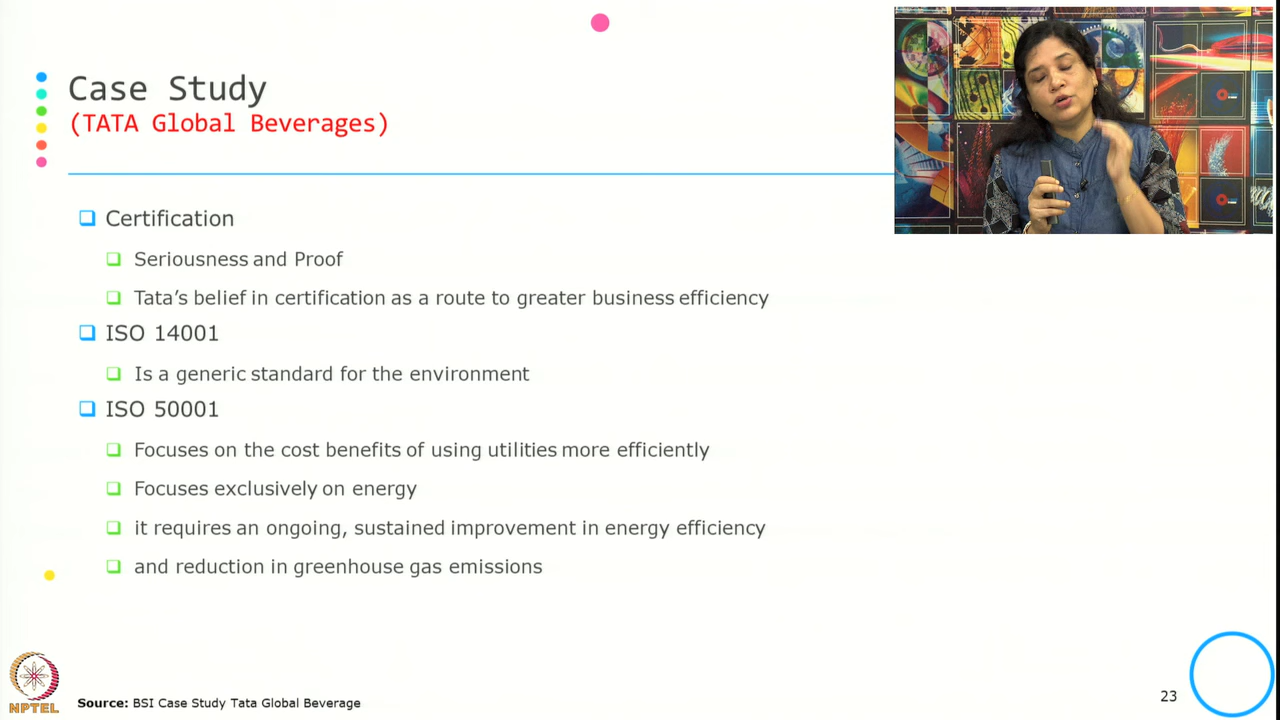 Case Study
(TATA Global Beverages)
Certification
Seriousness and Proof
Tata's belief in certification as a route to greater business efficiency
ISO 14001
Is a generic standard for the environment
ISO 50001
Focuses on the cost benefits of using utilities more efficiently
Focuses exclusively on energy
it requires an ongoing, sustained improvement in energy efficiency
and reduction in greenhouse gas emissions
NPTEL
Source: BSI Case Study Tata Global Beverage
23